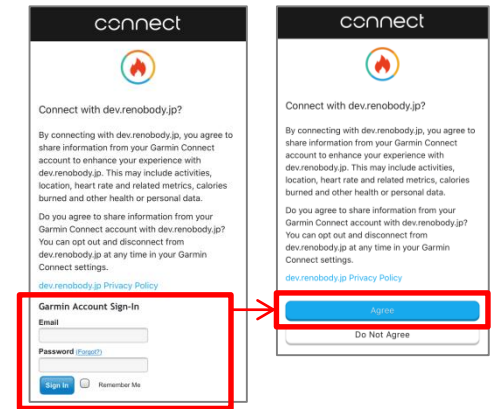 connect
Connect with dev.renobody.jp?
By connecting with dev.renobody.jp, you agree to
share information from your Garmin Connect
account to enhance your experience with
dev.renobody.jp. This may include activities,
location, heart rate and related metrics, calories
burned and other health or personal data.
Do you agree to share information from your
Garmin Connect account with dev.renobody.jp?
You can opt out and disconnect from
dev.renobody.jp at any time in your Garmin
Connect settings.
dev.renobody.jp Privacy Policy
Garmin Account Sign-In
Email
Password (Forgot?)
Sign In Remember Me
connect
Connect with dev.renobody.jp?
By connecting with dev.renobody.jp, you agree to
share information from your Garmin Connect
account to enhance your experience with
dev.renobody.jp. This may include activities,
location, heart rate and related metrics, calories
burned and other health or personal data.
Do you agree to share information from your
Garmin Connect account with dev.renobody.jp?
You can opt out and disconnect from
dev.renobody.jp at any time in your Garmin
Connect settings.
dev.renobody.jp Privacy Policy
Agree
Do Not Agree